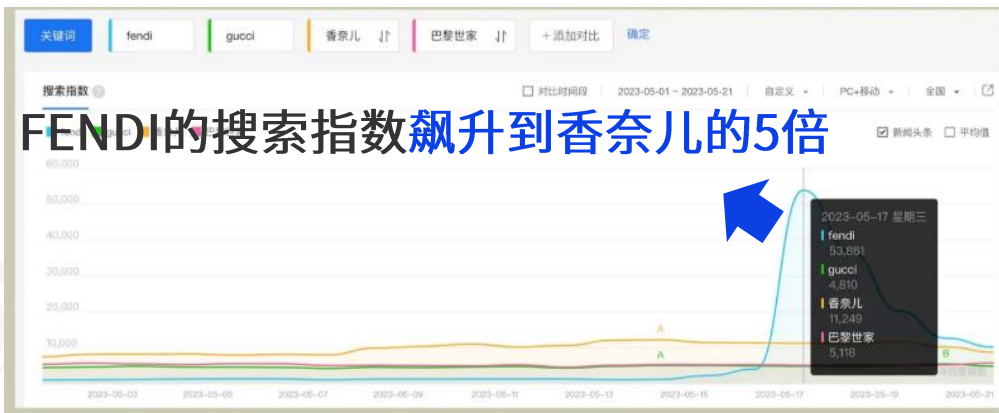 关键词 fendi gucci 香奈儿 巴黎世家 +添加对比 确定
搜索指数 对比时间段 2023-05-01 ~ 2023-05-21 自定义 PC+移动 全国
FENDI的搜索指数飙升到香奈儿的5倍
新闻头条 平均值
60,000
50,000
40,000
30,000
20,000
10,000
2023-05-17 星期三
fendi
53,861
gucci
4,810
香奈儿
11,249
巴黎世家
5,118
A
A
B
2023-05-03 2023-05-05 2023-05-07 2023-05-09 2023-05-11 2023-05-13 2023-05-15 2023-05-17 2023-05-19 2023-05-21